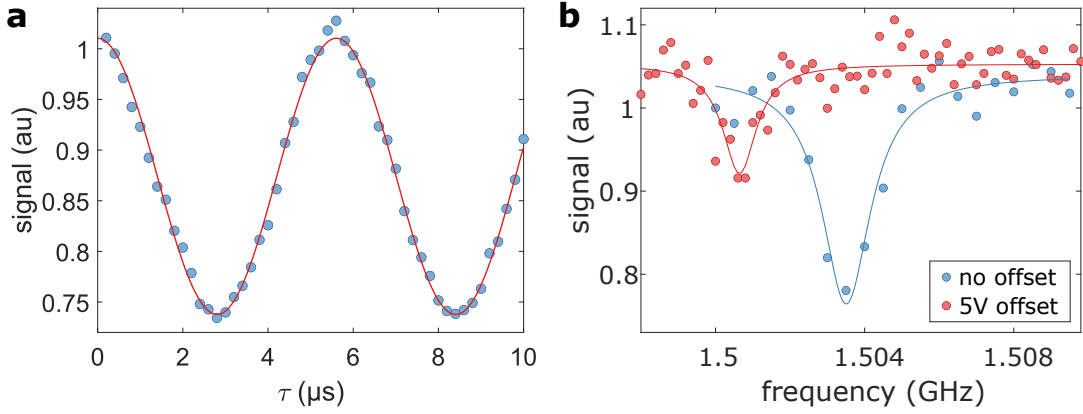 a
signal (au)
1
0.95
0.9
0.85
0.8
0.75
0 2 4 6 8 10
τ (μs)
b
signal (au)
1.1
1.0
0.9
0.8
no offset
5V offset
1.5 1.504 1.508
frequency (GHz)